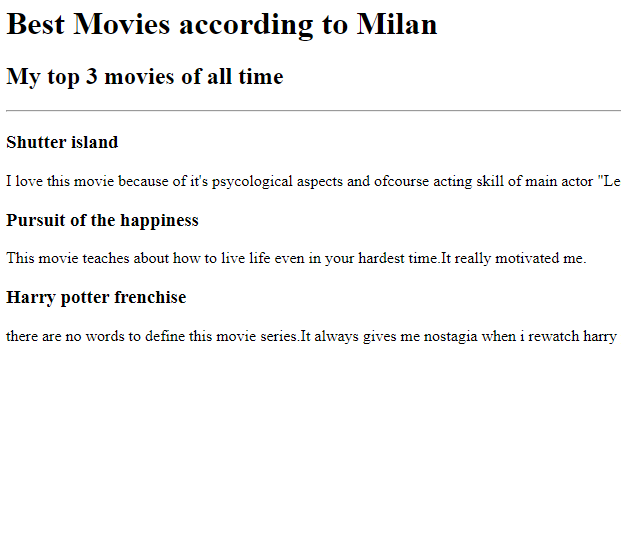 Best Movies according to Milan
My top 3 movies of all time
Shutter island
I love this movie because of it's psycological aspects and ofcourse acting skill of main actor "Le
Pursuit of the happiness
This movie teaches about how to live life even in your hardest time.It really motivated me.
Harry potter frenchise
there are no words to define this movie series.It always gives me nostagia when i rewatch harry